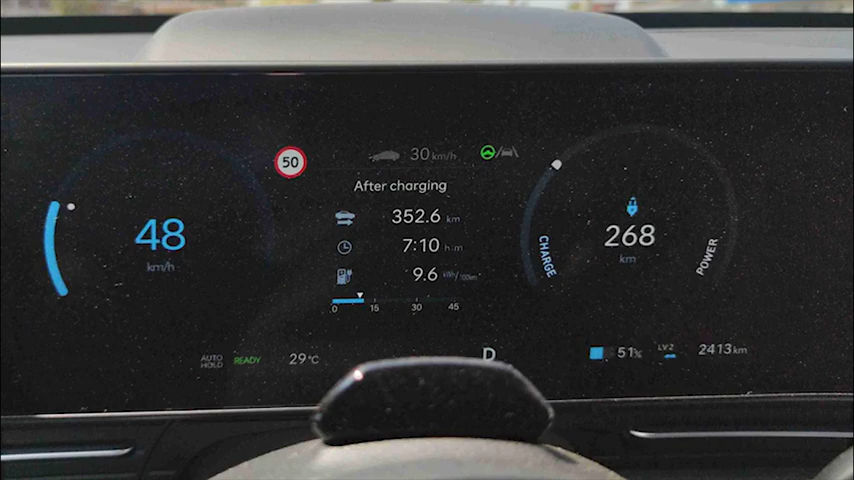 50
30 km/h
After charging
352.6 km
7:10 h:m
9.6 kWh/100km
0 15 30 45
48
km/h
CHARGE
268
km
POWER
AUTO HOLD
READY
29°C
D
51%
LV2
2413 km